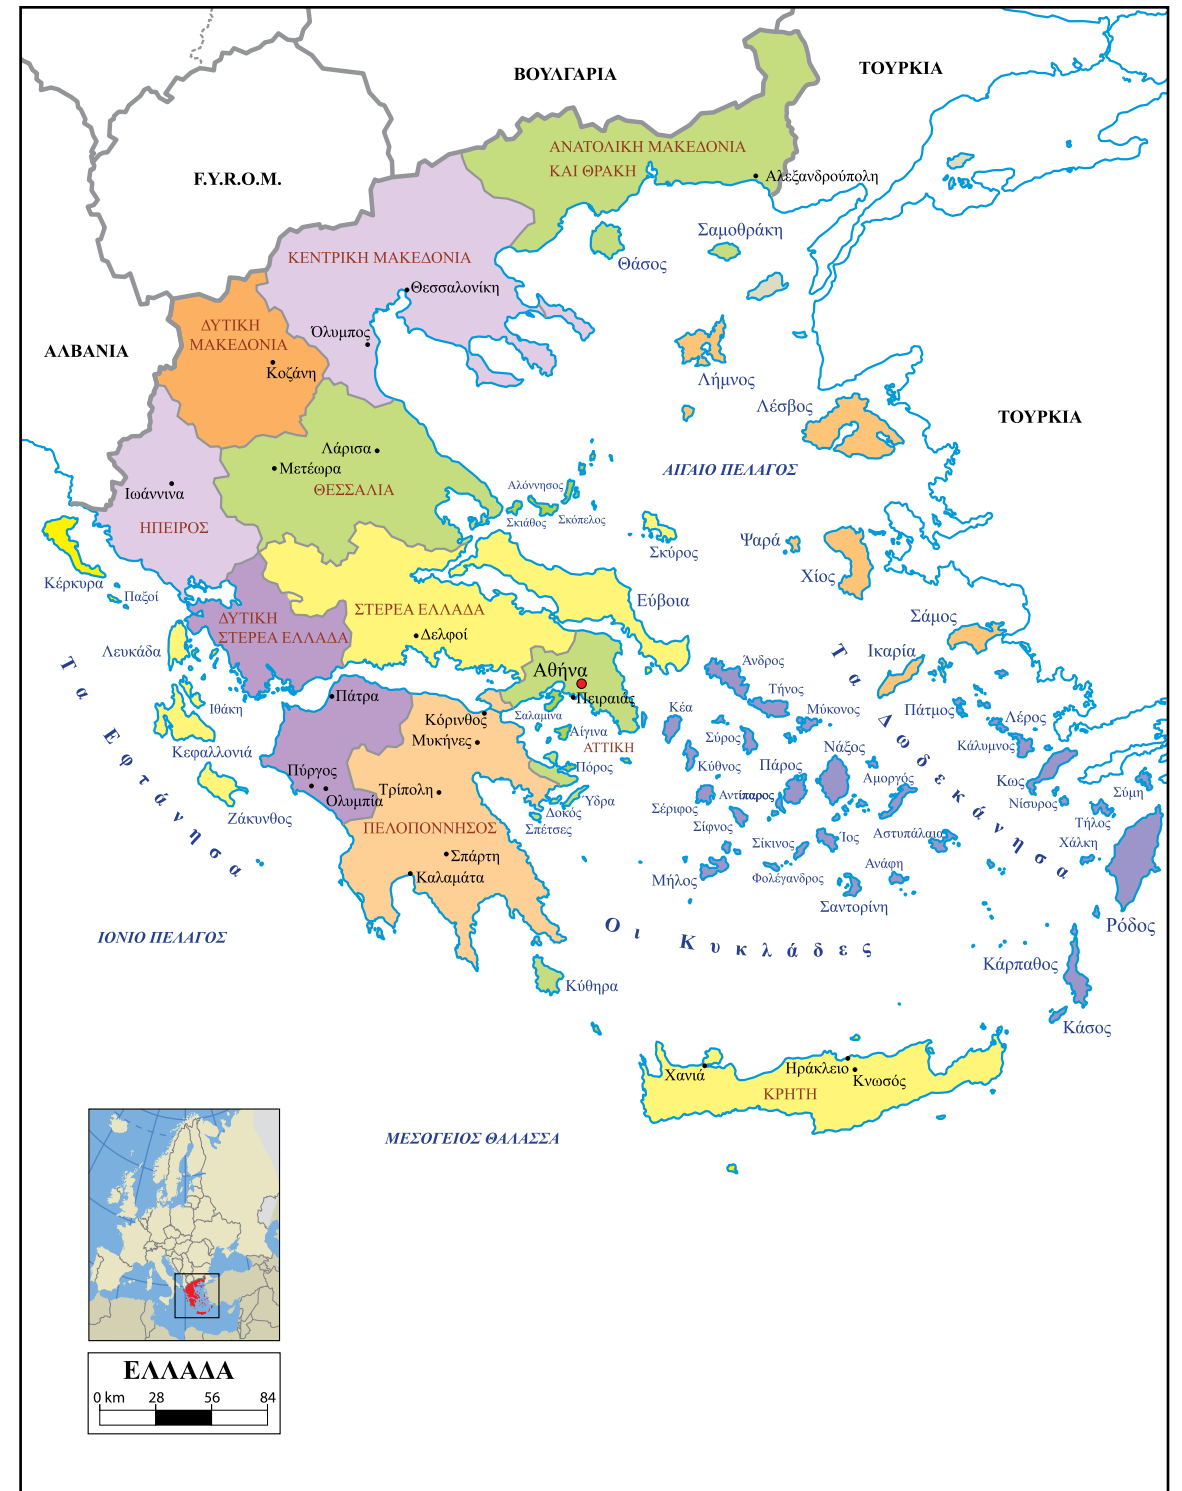 ΒΟΥΛΓΑΡΙΑ
ΤΟΥΡΚΙΑ
F.Y.R.O.M.
ΑΝΑΤΟΛΙΚΗ ΜΑΚΕΔΟΝΙΑ
ΚΑΙ ΘΡΑΚΗ
Αλεξανδρούπολη
Σαμοθράκη
Θάσος
ΚΕΝΤΡΙΚΗ ΜΑΚΕΔΟΝΙΑ
Θεσσαλονίκη
Όλυμπος
ΔΥΤΙΚΗ
ΜΑΚΕΔΟΝΙΑ
Κοζάνη
ΑΛΒΑΝΙΑ
Λήμνος
Λέσβος
ΤΟΥΡΚΙΑ
ΑΙΓΑΙΟ ΠΕΛΑΓΟΣ
Λάρισα
Μετέωρα
ΘΕΣΣΑΛΙΑ
Ιωάννινα
ΗΠΕΙΡΟΣ
Αλόννησος
Σκιάθος
Σκόπελος
Σκύρος
Ψαρά
Χίος
Κέρκυρα
Παξοί
Εύβοια
ΣΤΕΡΕΑ ΕΛΛΑΔΑ
Δελφοί
ΔΥΤΙΚΗ
ΣΤΕΡΕΑ ΕΛΛΑΔΑ
Σάμος
Ικαρία
Λευκάδα
Ιθάκη
Κεφαλλονιά
Ζάκυνθος
Τα Εφτάνησα
Αθήνα
Πειραιάς
Σαλαμίνα
Αίγινα
ΑΤΤΙΚΗ
Πόρος
Ύδρα
Δοκός
Σπέτσες
Πάτρα
Κόρινθος
Μυκήνες
Πύργος
Ολυμπία
Τρίπολη
ΠΕΛΟΠΟΝΝΗΣΟΣ
Σπάρτη
Καλαμάτα
Άνδρος
Τήνος
Μύκονος
Κέα
Σύρος
Κύθνος
Πάρος
Νάξος
Αντίπαρος
Αμοργός
Σέριφος
Σίφνος
Σίκινος
Ίος
Αστυπάλαια
Μήλος
Φολέγανδρος
Ανάφη
Σαντορίνη
Οι Κυκλάδες
Τα Δωδεκάνησα
Πάτμος
Λέρος
Κάλυμνος
Κως
Νίσυρος
Σύμη
Τήλος
Χάλκη
Ρόδος
Κάρπαθος
Κάσος
ΙΟΝΙΟ ΠΕΛΑΓΟΣ
Κύθηρα
Χανιά
Ηράκλειο
Κνωσός
ΚΡΗΤΗ
ΜΕΣΟΓΕΙΟΣ ΘΑΛΑΣΣΑ
ΕΛΛΑΔΑ
0 km 28 56 84